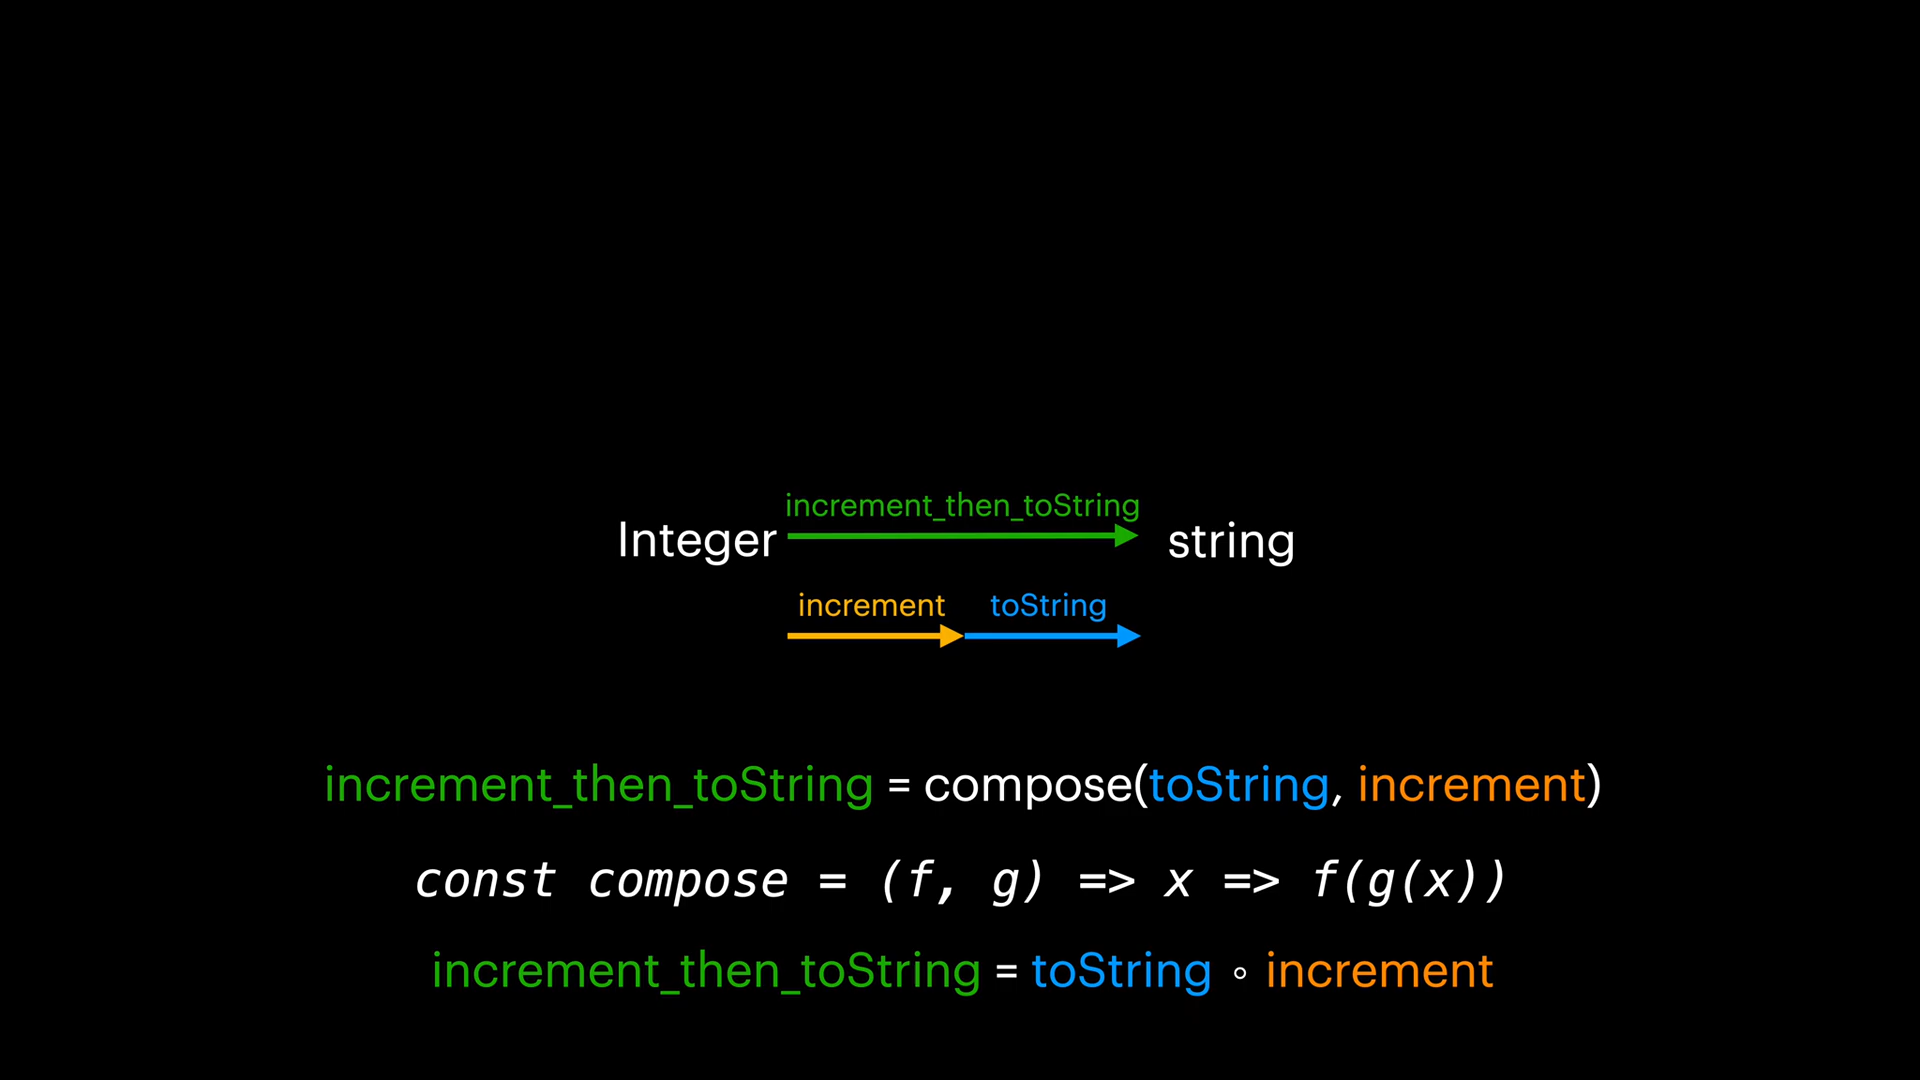 increment_then_toString
Integer string
increment toString
increment_then_toString = compose(toString, increment)
const compose = (f, g) => x => f(g(x))
increment_then_toString = toString ∘ increment